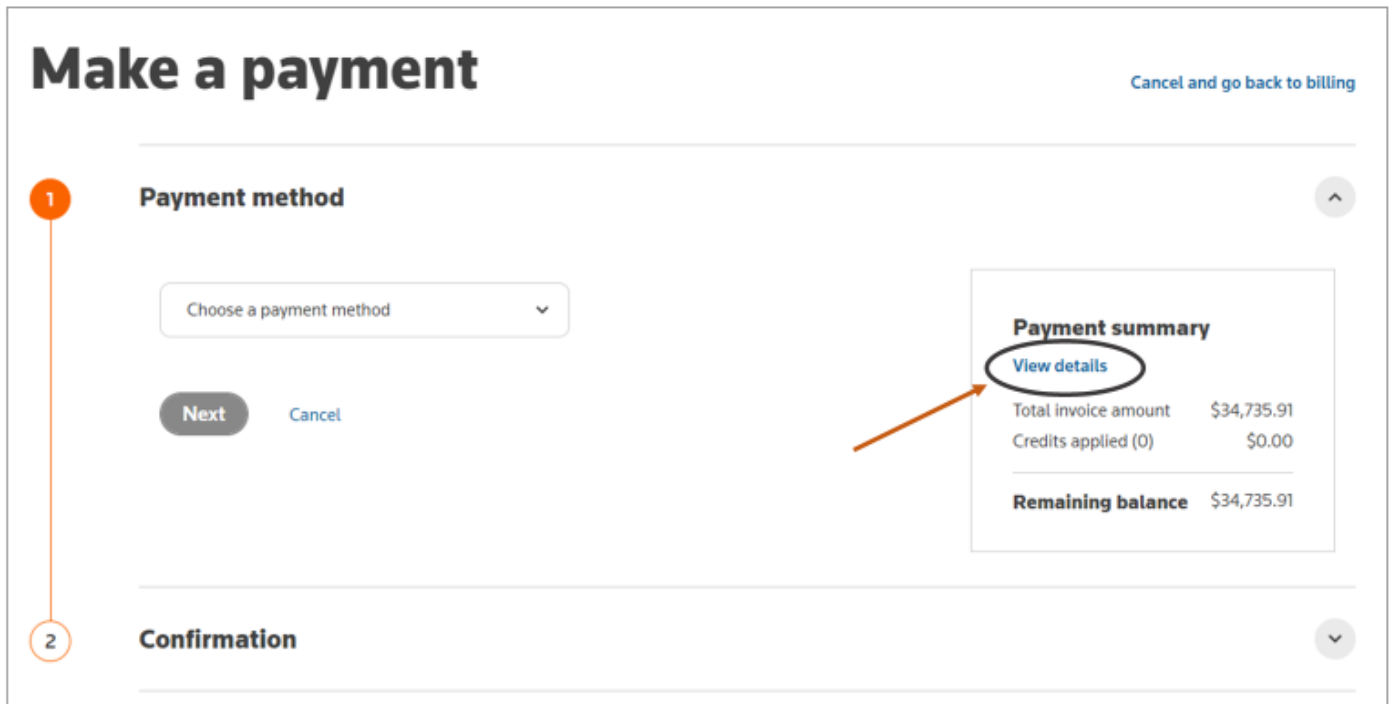 Make a payment
Cancel and go back to billing
1
Payment method
Choose a payment method
Next
Cancel
Payment summary
View details
Total invoice amount $34,735.91
Credits applied (0) $0.00
Remaining balance $34,735.91
2
Confirmation